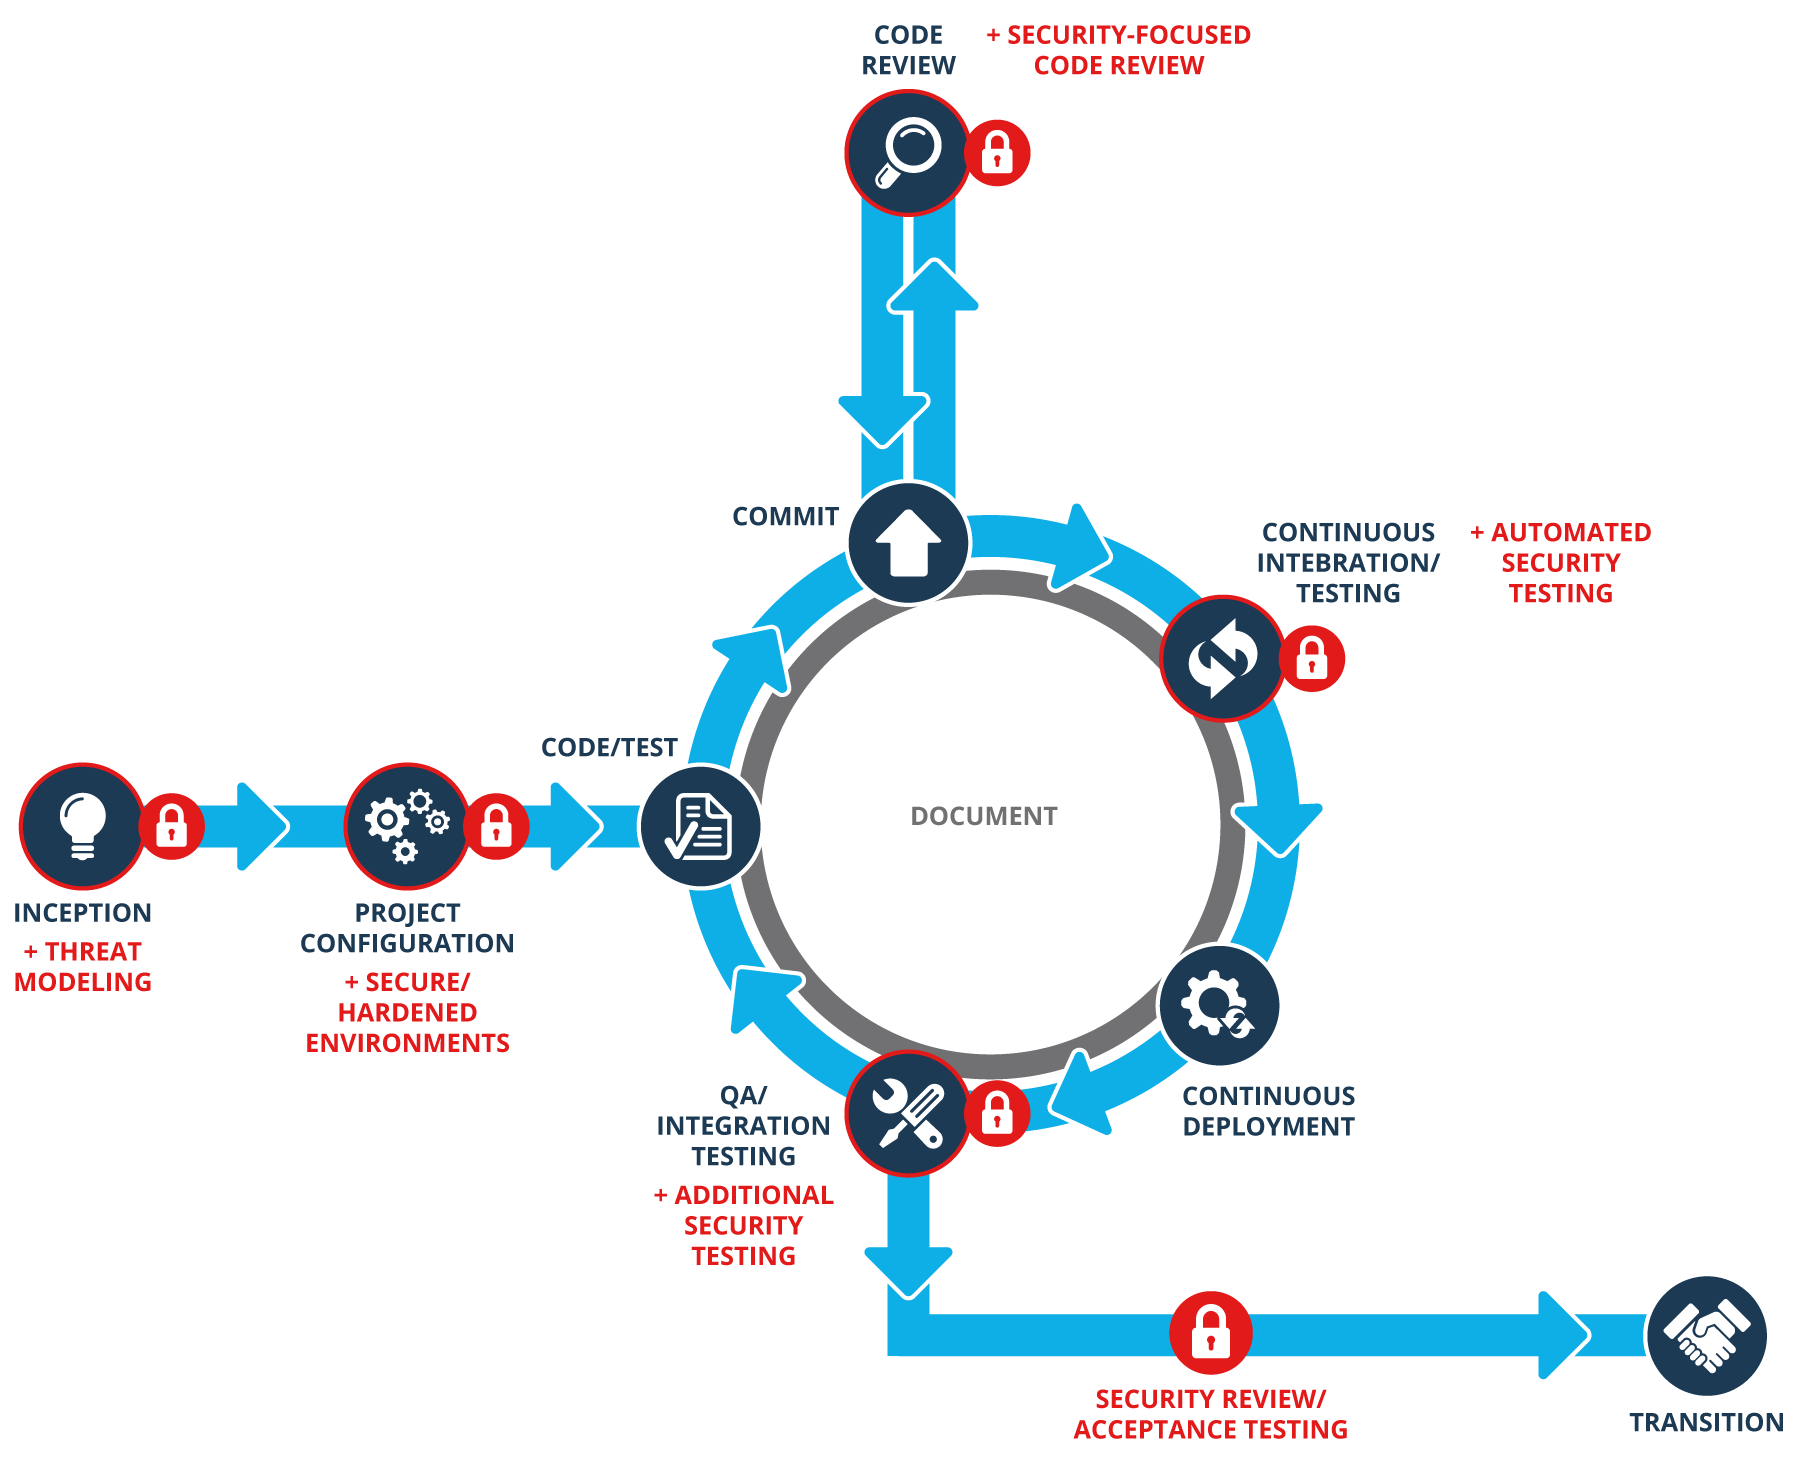 CODE
REVIEW
+ SECURITY-FOCUSED
CODE REVIEW
COMMIT
CONTINUOUS
INTEBRATION/
TESTING
+ AUTOMATED
SECURITY
TESTING
CODE/TEST
DOCUMENT
INCEPTION
+ THREAT
MODELING
PROJECT
CONFIGURATION
+ SECURE/
HARDENED
ENVIRONMENTS
QA/
INTEGRATION
TESTING
+ ADDITIONAL
SECURITY
TESTING
CONTINUOUS
DEPLOYMENT
SECURITY REVIEW/
ACCEPTANCE TESTING
TRANSITION